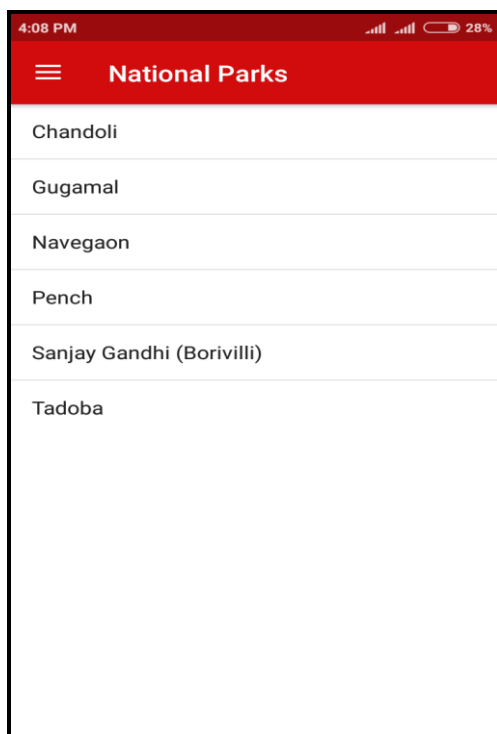 4:08 PM 28%
National Parks
Chandoli
Gugamal
Navegaon
Pench
Sanjay Gandhi (Borivilli)
Tadoba